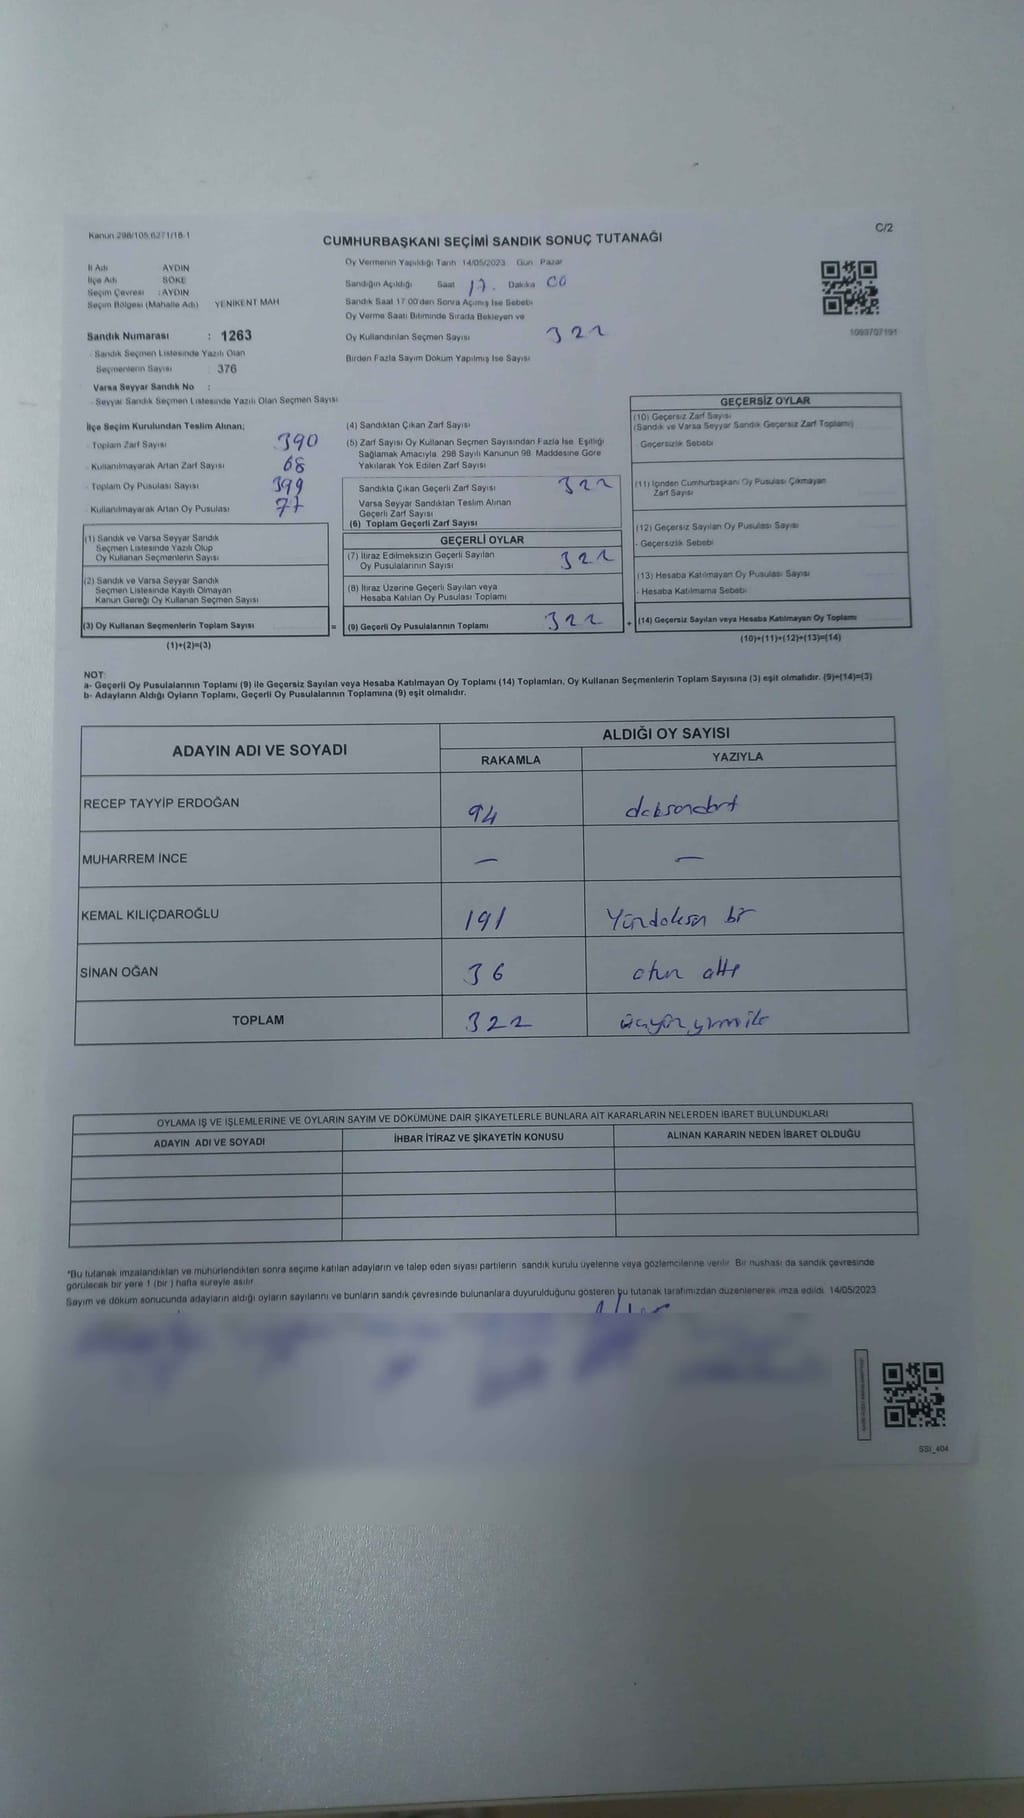 Kanun 298/105,6271/16-1
C/2
CUMHURBAŞKANI SEÇİMİ SANDIK SONUÇ TUTANAĞI
İl Adı AYDIN
İlçe Adı SÖKE
Seçim Çevresi : AYDIN
Seçim Bölgesi (Mahalle Adı) YENİKENT MAH
Oy Vermenin Yapıldığı Tarih 14/05/2023 Gün Pazar
Sandığın Açıldığı Saat 17. Dakika 00
Sandık Saat 17.00'den Sonra Açımış İse Sebebi
Oy Verme Saati Bitiminde Sırada Bekleyen ve
Oy Kullandırılan Seçmen Sayısı 322
Birden Fazla Sayım Döküm Yapılmış İse Sayısı
1093707191
Sandık Numarası : 1263
- Sandık Seçmen Listesinde Yazılı Olan
Seçmenlerin Sayısı 376
Varsa Seyyar Sandık No :
- Seyyar Sandık Seçmen Listesinde Yazılı Olan Seçmen Sayısı
İlçe Seçim Kurulundan Teslim Alınan;
- Toplam Zarf Sayısı 390
- Kullanılmayarak Artan Zarf Sayısı 68
- Toplam Oy Pusulası Sayısı 399
- Kullanılmayarak Artan Oy Pusulası 77
(1) Sandık ve Varsa Seyyar Sandık
Seçmen Listesinde Yazılı Olup
Oy Kullanan Seçmenlerin Sayısı
(2) Sandık ve Varsa Seyyar Sandık
Seçmen Listesinde Kayıtlı Olmayan
Kanun Gereği Oy Kullanan Seçmen Sayısı
(3) Oy Kullanan Seçmenlerin Toplam Sayısı
(1)+(2)=(3)
(4) Sandıktan Çıkan Zarf Sayısı
(5) Zarf Sayısı Oy Kullanan Seçmen Sayısından Fazla İse, Eşitliği
Sağlamak Amacıyla, 298 Sayılı Kanunun 98. Maddesine Göre
Yakılarak Yok Edilen Zarf Sayısı
Sandıkta Çıkan Geçerli Zarf Sayısı 322
Varsa Seyyar Sandıktan Teslim Alınan
Geçerli Zarf Sayısı
(6) Toplam Geçerli Zarf Sayısı
GEÇERLİ OYLAR
(7) İtiraz Edilmeksizin Geçerli Sayılan
Oy Pusulalarının Sayısı 322
(8) İtiraz Üzerine Geçerli Sayılan veya
Hesaba Katılan Oy Pusulası Toplamı
= (9) Geçerli Oy Pusulalarının Toplamı 322 +
GEÇERSİZ OYLAR
(10) Geçersiz Zarf Sayısı
(Sandık ve Varsa Seyyar Sandık Geçersiz Zarf Toplamı)
- Geçersizlik Sebebi
(11) İçinden Cumhurbaşkanı Oy Pusulası Çıkmayan
Zarf Sayısı
(12) Geçersiz Sayılan Oy Pusulası Sayısı
- Geçersizlik Sebebi
(13) Hesaba Katılmayan Oy Pusulası Sayısı
- Hesaba Katılmama Sebebi
(14) Geçersiz Sayılan veya Hesaba Katılmayan Oy Toplamı
(10)+(11)+(12)+(13)=(14)
NOT:
a- Geçerli Oy Pusulalarının Toplamı (9) ile Geçersiz Sayılan veya Hesaba Katılmayan Oy Toplamı (14) Toplamları, Oy Kullanan Seçmenlerin Toplam Sayısına (3) eşit olmalıdır. (9)+(14)=(3)
b- Adayların Aldığı Oyların Toplamı, Geçerli Oy Pusulalarının Toplamına (9) eşit olmalıdır.
ADAYIN ADI VE SOYADI ALDIĞI OY SAYISI
RAKAMLA YAZIYLA
RECEP TAYYİP ERDOĞAN 94 doksandört
MUHARREM İNCE — —
KEMAL KILIÇDAROĞLU 191 Yüzdoksan bir
SİNAN OĞAN 36 otuz altı
TOPLAM 322 üçyüz yirmi iki
OYLAMA İŞ VE İŞLEMLERİNE VE OYLARIN SAYIM VE DÖKÜMÜNE DAİR ŞİKAYETLERLE BUNLARA AİT KARARLARIN NELERDEN İBARET BULUNDUKLARI
ADAYIN ADI VE SOYADI İHBAR İTİRAZ VE ŞİKAYETİN KONUSU ALINAN KARARIN NEDEN İBARET OLDUĞU
*Bu tutanak imzalandıktan ve mühürlendikten sonra seçime katılan adayların ve talep eden siyasi partilerin sandık kurulu üyelerine veya gözlemcilerine verilir. Bir nüshası da sandık çevresinde
görülecek bir yere 1 (bir) hafta süreyle asılır.
Sayım ve döküm sonucunda adayların aldığı oyların sayılarını ve bunların sandık çevresinde bulunanlara duyurulduğunu gösteren bu tutanak tarafımızdan düzenlenerek imza edildi. 14/05/2023
SSI_404